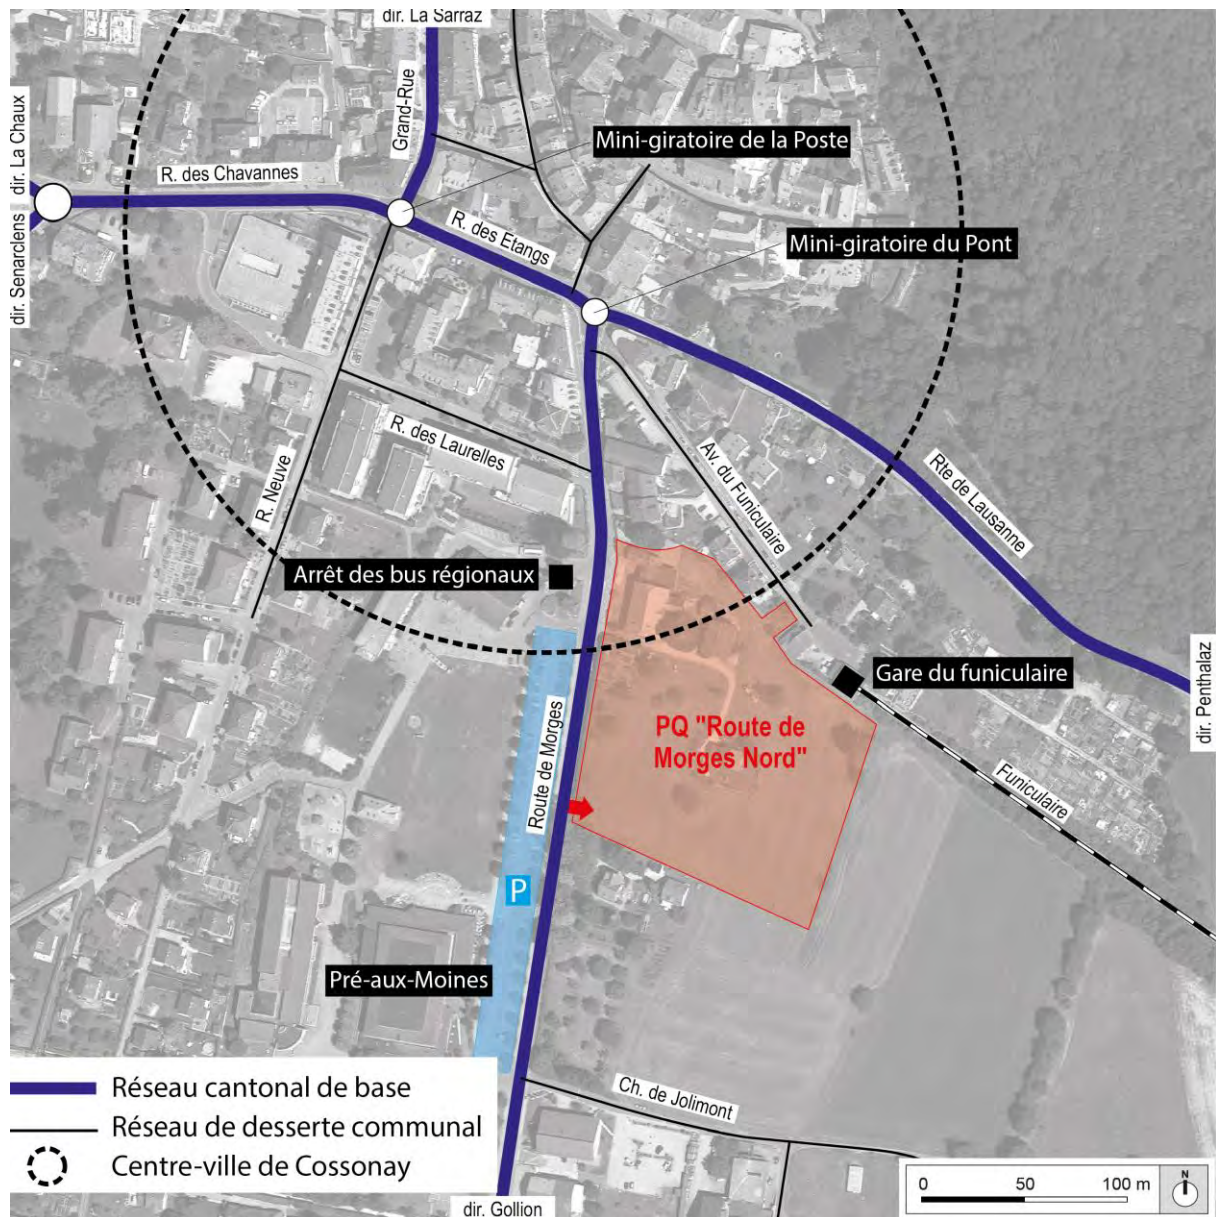 dir. La Sarraz
Grand-Rue
Mini-giratoire de la Poste
dir. La Chaux
dir. Senarclens
R. des Chavannes
R. des Etangs
Mini-giratoire du Pont
R. des Laurelles
R. Neuve
Av. du Funiculaire
Rte de Lausanne
Arrêt des bus régionaux
Gare du funiculaire
dir. Penthalaz
PQ "Route de
Morges Nord"
Route de Morges
Funiculaire
P
Pré-aux-Moines
Ch. de Jolimont
Réseau cantonal de base
Réseau de desserte communal
Centre-ville de Cossonay
dir. Gollion
0 50 100 m
N